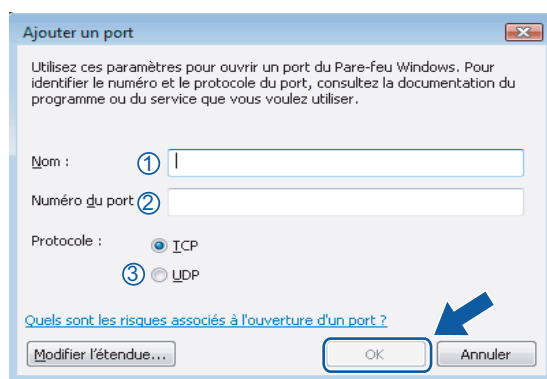 Ajouter un port
Utilisez ces paramètres pour ouvrir un port du Pare-feu Windows. Pour
identifier le numéro et le protocole du port, consultez la documentation du
programme ou du service que vous voulez utiliser.
Nom : 1
Numéro du port 2
Protocole : TCP
3 UDP
Quels sont les risques associés à l'ouverture d'un port ?
Modifier l'étendue... OK Annuler